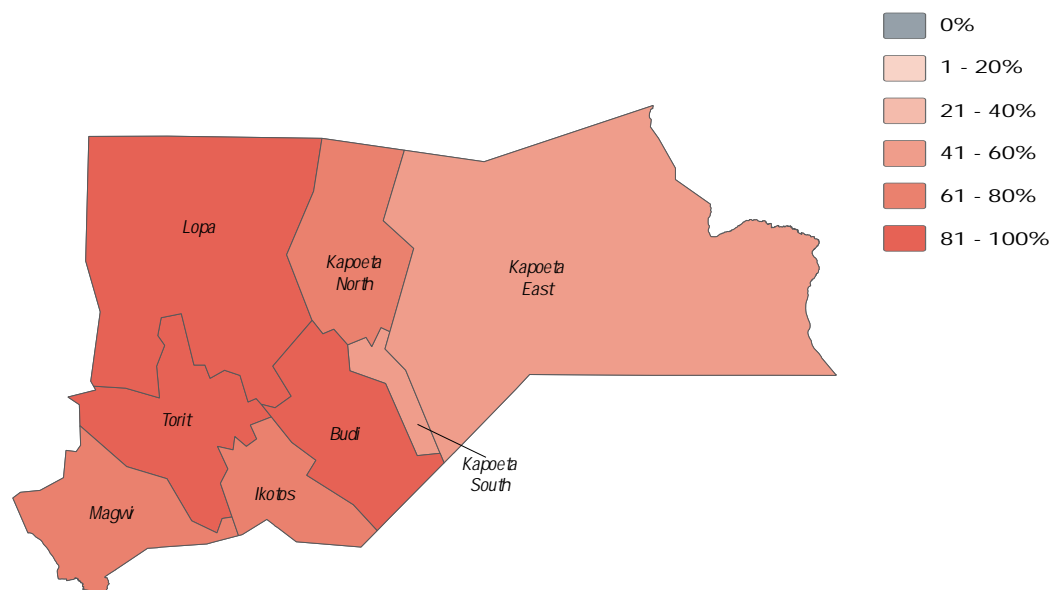 0%
1 - 20%
21 - 40%
41 - 60%
61 - 80%
81 - 100%
Lopa
Kapoeta
North
Kapoeta
East
Torit
Budi
Kapoeta
South
Ikotos
Magwi